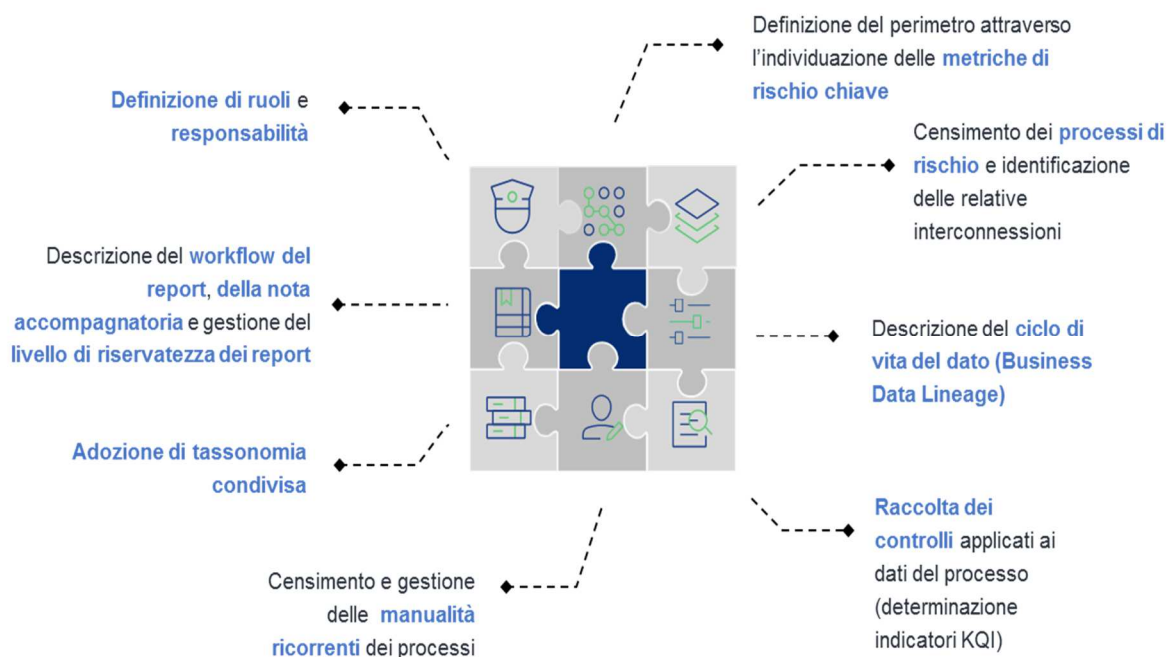 Definizione del perimetro attraverso
l'individuazione delle metriche di
rischio chiave
Definizione di ruoli e
responsabilità
Censimento dei processi di
rischio e identificazione
delle relative
interconnessioni
Descrizione del workflow del
report, della nota
accompagnatoria e gestione del
livello di riservatezza dei report
Descrizione del ciclo di
vita del dato (Business
Data Lineage)
Adozione di tassonomia
condivisa
Raccolta dei
controlli applicati ai
dati del processo
(determinazione
indicatori KQI)
Censimento e gestione
delle manualità
ricorrenti dei processi